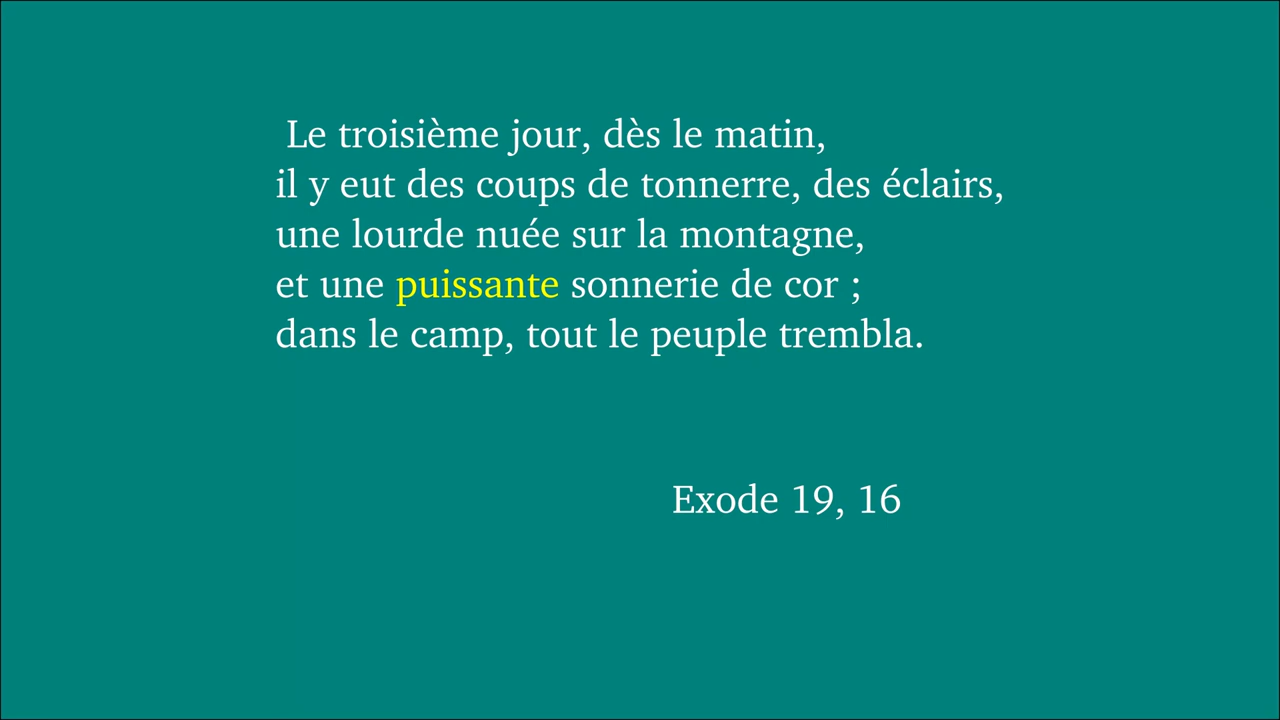 Le troisième jour, dès le matin,
il y eut des coups de tonnerre, des éclairs,
une lourde nuée sur la montagne,
et une puissante sonnerie de cor ;
dans le camp, tout le peuple trembla.
Exode 19, 16